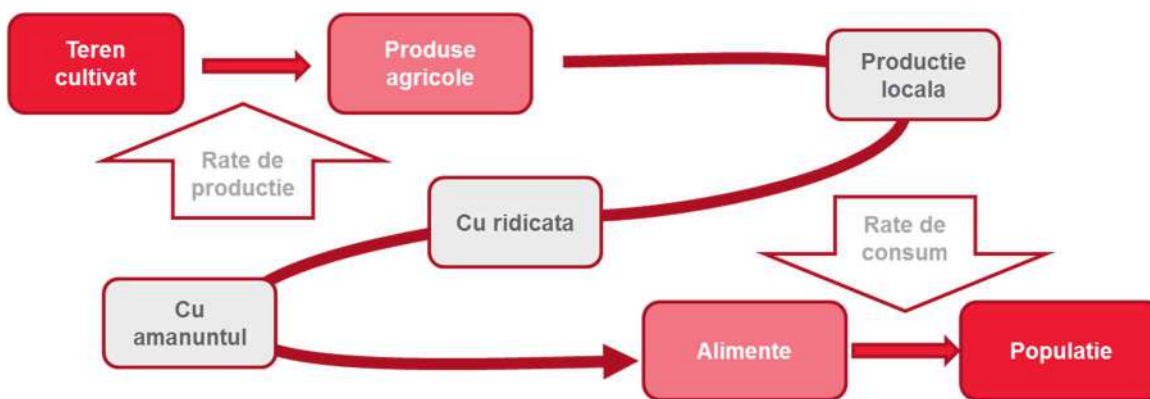 Teren
cultivat
Produse
agricole
Productie
locala
Rate de
productie
Cu ridicata
Rate de
consum
Cu
amanuntul
Alimente
Populatie